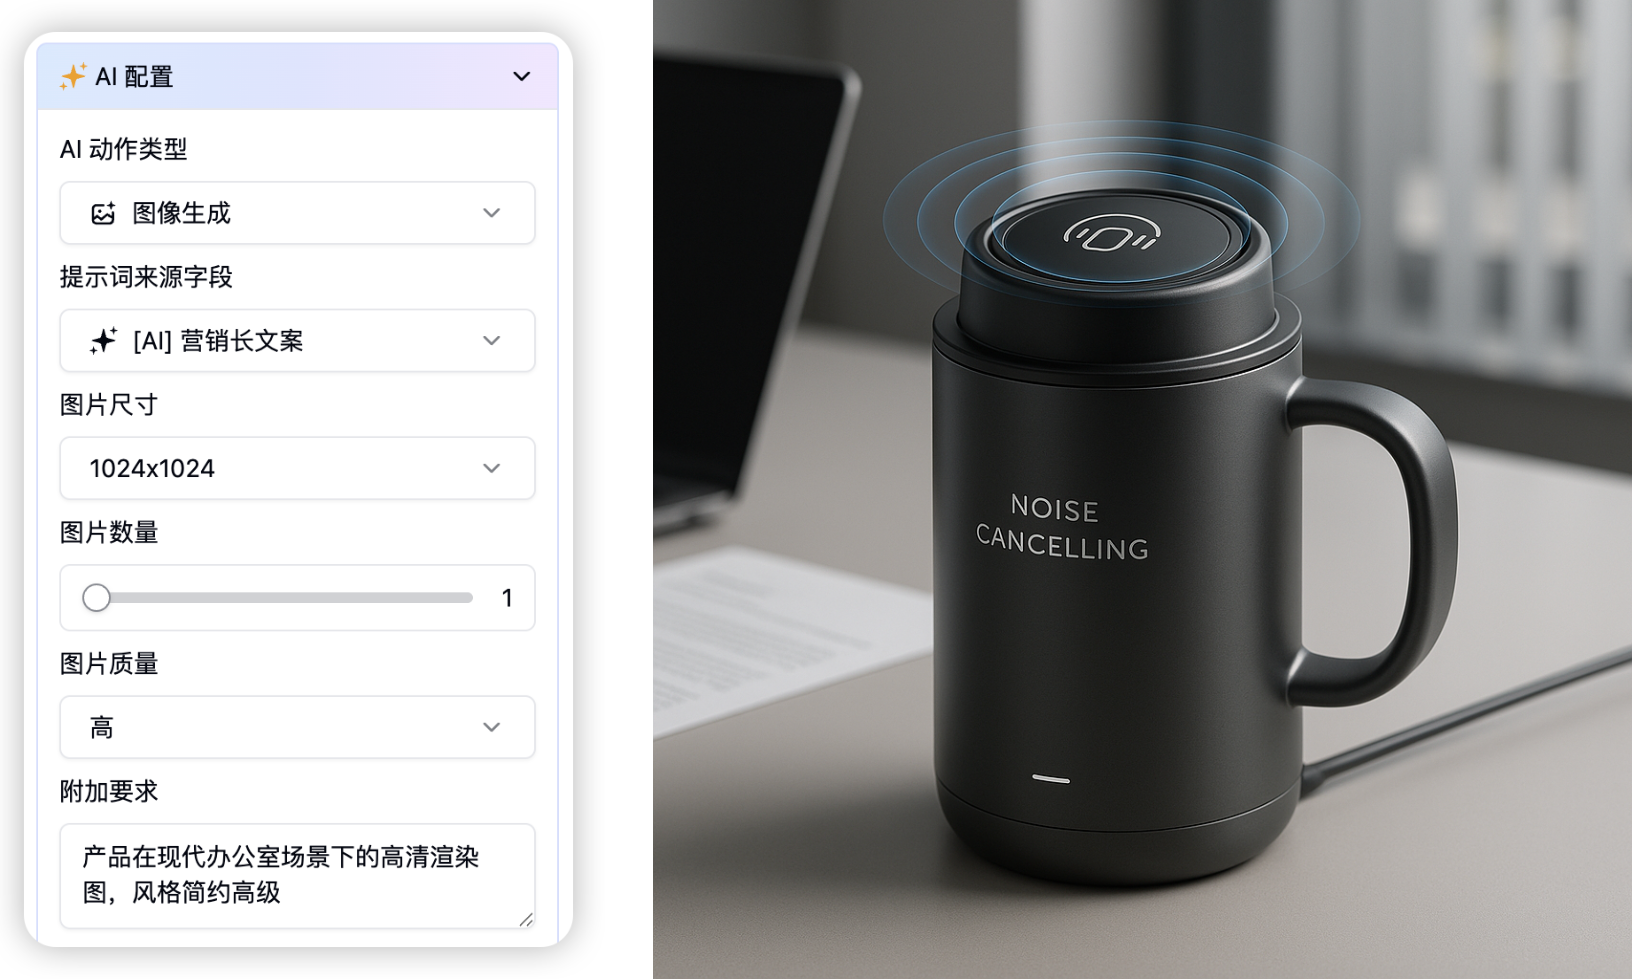 AI 配置
AI 动作类型
图像生成
提示词来源字段
[AI] 营销长文案
图片尺寸
1024x1024
图片数量
1
图片质量
高
附加要求
产品在现代办公室场景下的高清渲染
图，风格简约高级
NOISE
CANCELLING